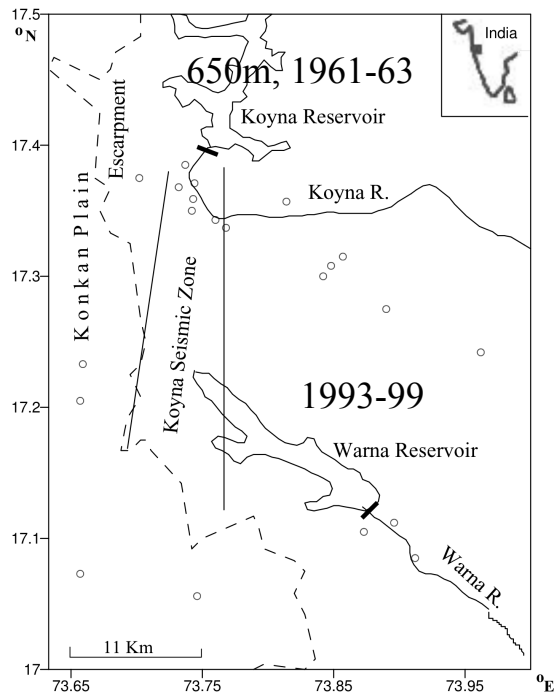 17.5
°N
India
650m, 1961-63
Koyna Reservoir
17.4
Escarpment
Koyna R.
Konkan Plain
17.3
Koyna Seismic Zone
1993-99
17.2
Warna Reservoir
17.1
Warna R.
11 Km
17
73.65
73.75
73.85
73.95
°E